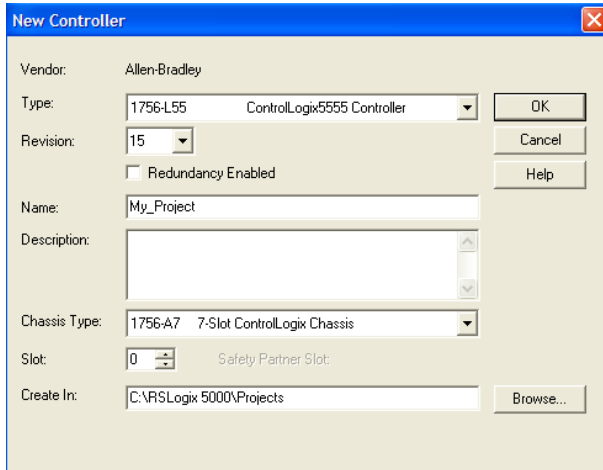 New Controller
Vendor: Allen-Bradley
Type: 1756-L55 ControlLogix5555 Controller OK
Revision: 15 Cancel
Redundancy Enabled Help
Name: My_Project
Description:
Chassis Type: 1756-A7 7-Slot ControlLogix Chassis
Slot: 0 Safety Partner Slot:
Create In: C:\RSLogix 5000\Projects Browse...